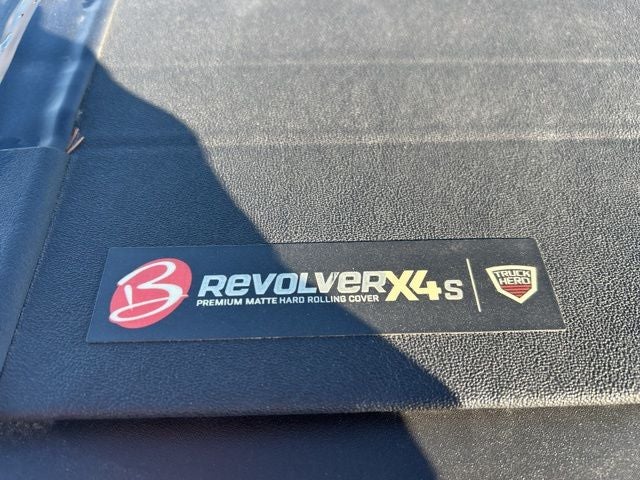 B REVOLVER X4s
PREMIUM MATTE HARD ROLLING COVER
TRUCK
HERO